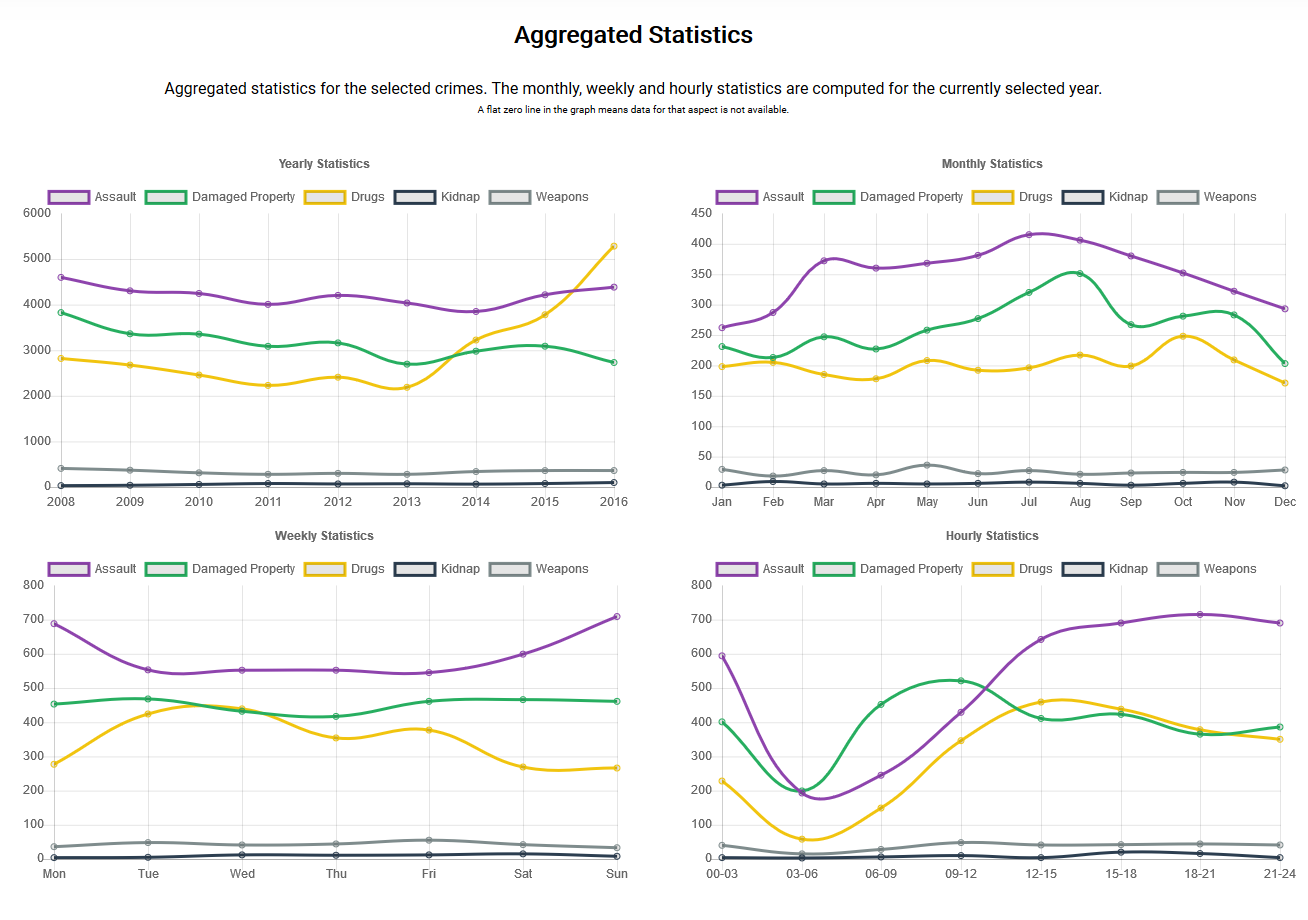 Aggregated Statistics
Aggregated statistics for the selected crimes. The monthly, weekly and hourly statistics are computed for the currently selected year.
A flat zero line in the graph means data for that aspect is not available.
Yearly Statistics
Assault Damaged Property Drugs Kidnap Weapons
6000
5000
4000
3000
2000
1000
0
2008 2009 2010 2011 2012 2013 2014 2015 2016
Monthly Statistics
Assault Damaged Property Drugs Kidnap Weapons
450
400
350
300
250
200
150
100
50
0
Jan Feb Mar Apr May Jun Jul Aug Sep Oct Nov Dec
Weekly Statistics
Assault Damaged Property Drugs Kidnap Weapons
800
700
600
500
400
300
200
100
0
Mon Tue Wed Thu Fri Sat Sun
Hourly Statistics
Assault Damaged Property Drugs Kidnap Weapons
800
700
600
500
400
300
200
100
0
00-03 03-06 06-09 09-12 12-15 15-18 18-21 21-24